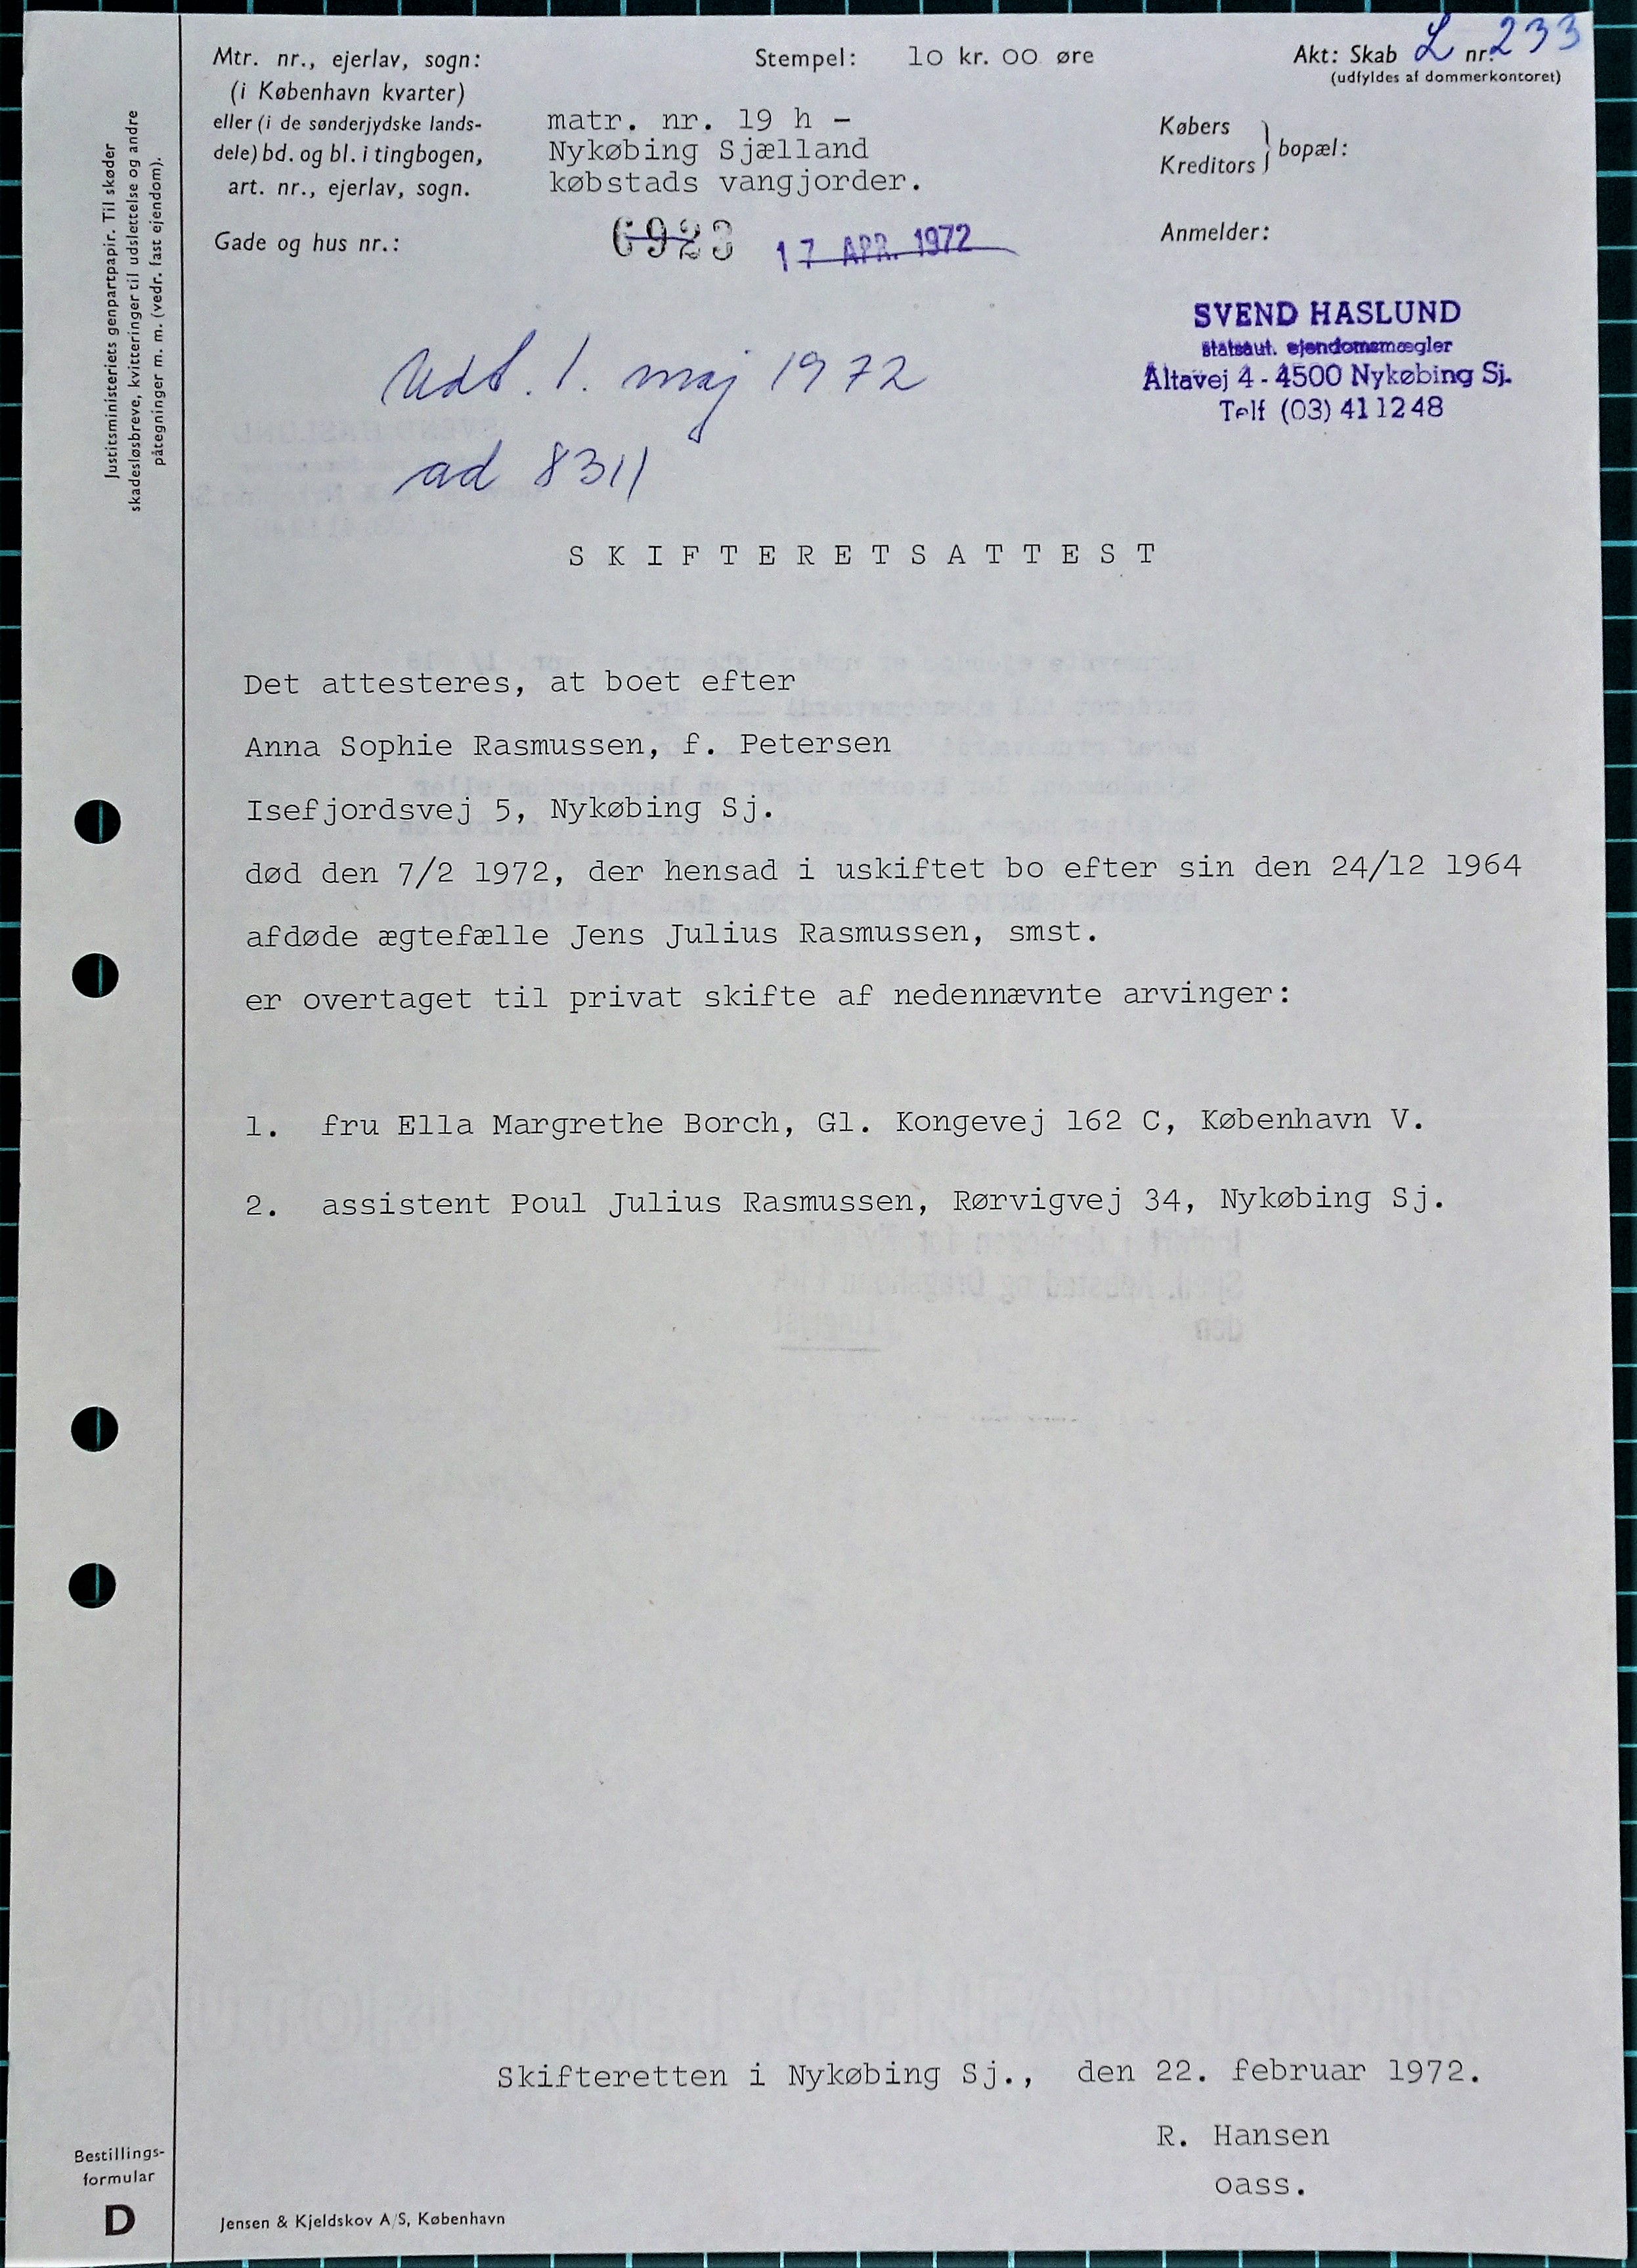 Justitsministeriets genpartpapir. Til skøder
skadesløsbreve, kvitteringer til udslettelse og andre
påtegninger m. m. (vedr. fast ejendom).
Mtr. nr., ejerlav, sogn:
(i København kvarter)
eller (i de sønderjydske lands-
dele) bd. og bl. i tingbogen,
art. nr., ejerlav, sogn.
Gade og hus nr.:
Stempel: 10 kr. 00 øre
matr. nr. 19 h -
Nykøbing Sjælland
købstads vangjorder.
6923 17 APR. 1972
Akt: Skab L nr. 233
(udfyldes af dommerkontoret)
Købers
Kreditors } bopæl:
Anmelder:
SVEND HASLUND
statsaut. ejendomsmægler
Altavej 4 - 4500 Nykøbing Sj.
Telf (03) 41 12 48
Udt. 1. maj 1972
ad 8311
SKIFTERETSATTEST
Det attesteres, at boet efter
Anna Sophie Rasmussen, f. Petersen
Isefjordsvej 5, Nykøbing Sj.
død den 7/2 1972, der hensad i uskiftet bo efter sin den 24/12 1964
afdøde ægtefælle Jens Julius Rasmussen, smst.
er overtaget til privat skifte af nedennævnte arvinger:
1. fru Ella Margrethe Borch, Gl. Kongevej 162 C, København V.
2. assistent Poul Julius Rasmussen, Rørvigvej 34, Nykøbing Sj.
Skifteretten i Nykøbing Sj., den 22. februar 1972.
R. Hansen
oass.
Bestillings-
formular
D
Jensen & Kjeldskov A/S, København